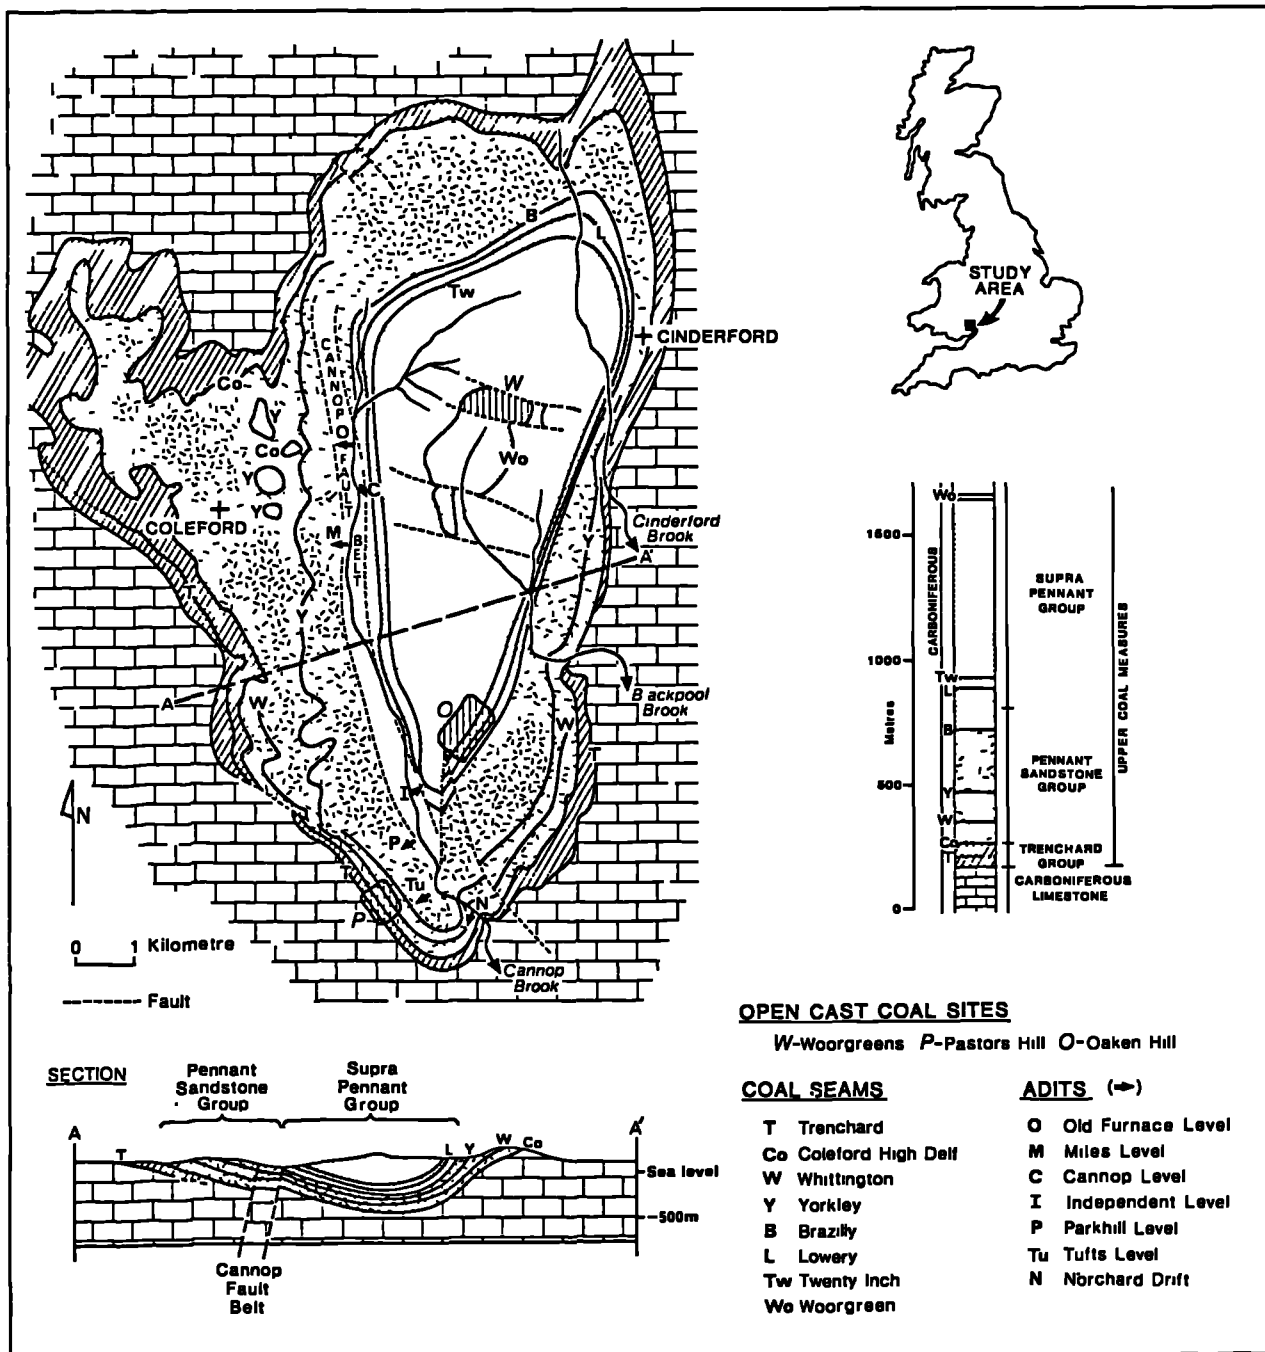 B
L
Tw
CINDERFORD
Co
Y
Co
Y
Y
COLEFORD
CANNOP FAULT BELT
O
C
M
W
Wo
Y
Y
Cinderford
Brook
A'
A
W
O
Backpool
Brook
W
T
I
P
T
Tu
P
N
Cannop
Brook
N
0 1 Kilometre
Fault
STUDY
AREA
Wo
1500
CARBONIFEROUS
SUPRA
PENNANT
GROUP
UPPER COAL MEASURES
1000
Tw
L
Metres
B
PENNANT
SANDSTONE
GROUP
500
Y
W
Co
T
TRENCHARD
GROUP
CARBONIFEROUS
LIMESTONE
0
SECTION
Pennant
Sandstone
Group
Supra
Pennant
Group
A
T
L Y W Co
A'
Sea level
-500m
Cannop
Fault
Belt
OPEN CAST COAL SITES
W-Woorgreens P-Pastors Hill O-Oaken Hill
COAL SEAMS
T Trenchard
Co Coleford High Delf
W Whittington
Y Yorkley
B Brazilly
L Lowery
Tw Twenty Inch
Wo Woorgreen
ADITS (→)
O Old Furnace Level
M Miles Level
C Cannop Level
I Independent Level
P Parkhill Level
Tu Tufts Level
N Norchard Drift